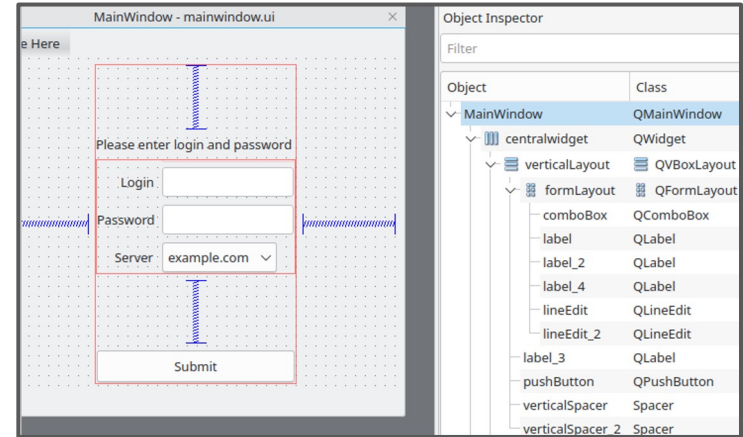 MainWindow - mainwindow.ui
e Here
Please enter login and password
Login
Password
Server example.com
Submit
Object Inspector
Filter
Object Class
MainWindow QMainWindow
centralwidget QWidget
verticalLayout QVBoxLayout
formLayout QFormLayout
comboBox QComboBox
label QLabel
label_2 QLabel
label_4 QLabel
lineEdit QLineEdit
lineEdit_2 QLineEdit
label_3 QLabel
pushButton QPushButton
verticalSpacer Spacer
verticalSpacer_2 Spacer